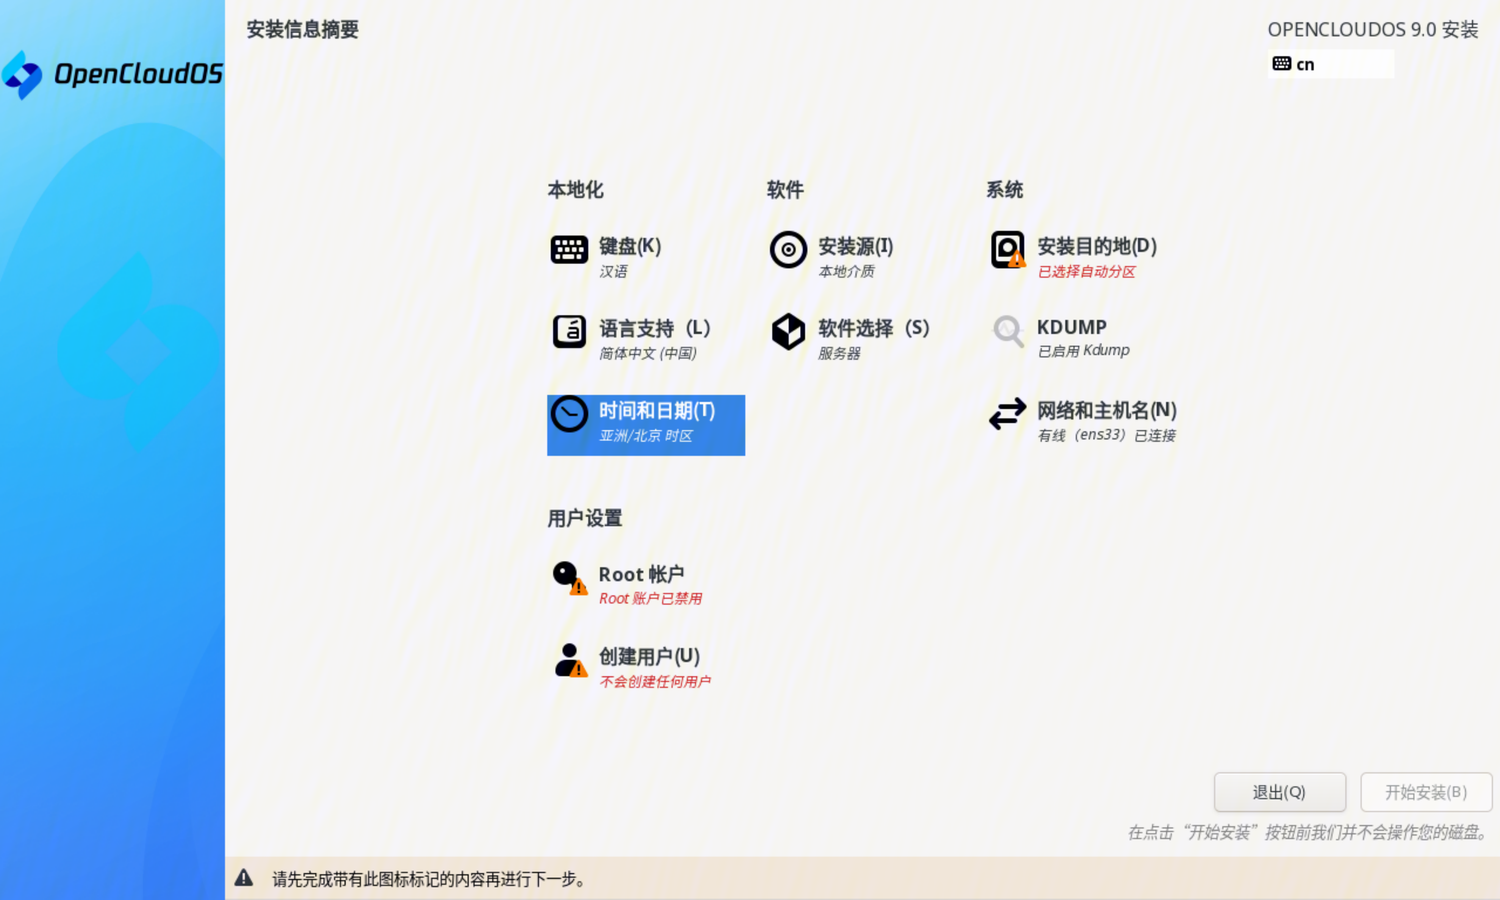 OpenCloudOS
安装信息摘要
OPENCLOUDOS 9.0 安装
cn
本地化
键盘(K)
汉语
语言支持（L）
简体中文 (中国)
时间和日期(T)
亚洲/北京 时区
软件
安装源(I)
本地介质
软件选择（S）
服务器
系统
安装目的地(D)
已选择自动分区
KDUMP
已启用 Kdump
网络和主机名(N)
有线（ens33）已连接
用户设置
Root 帐户
Root 账户已禁用
创建用户(U)
不会创建任何用户
退出(Q)
开始安装(B)
在点击“开始安装”按钮前我们并不会操作您的磁盘。
请先完成带有此图标标记的内容再进行下一步。